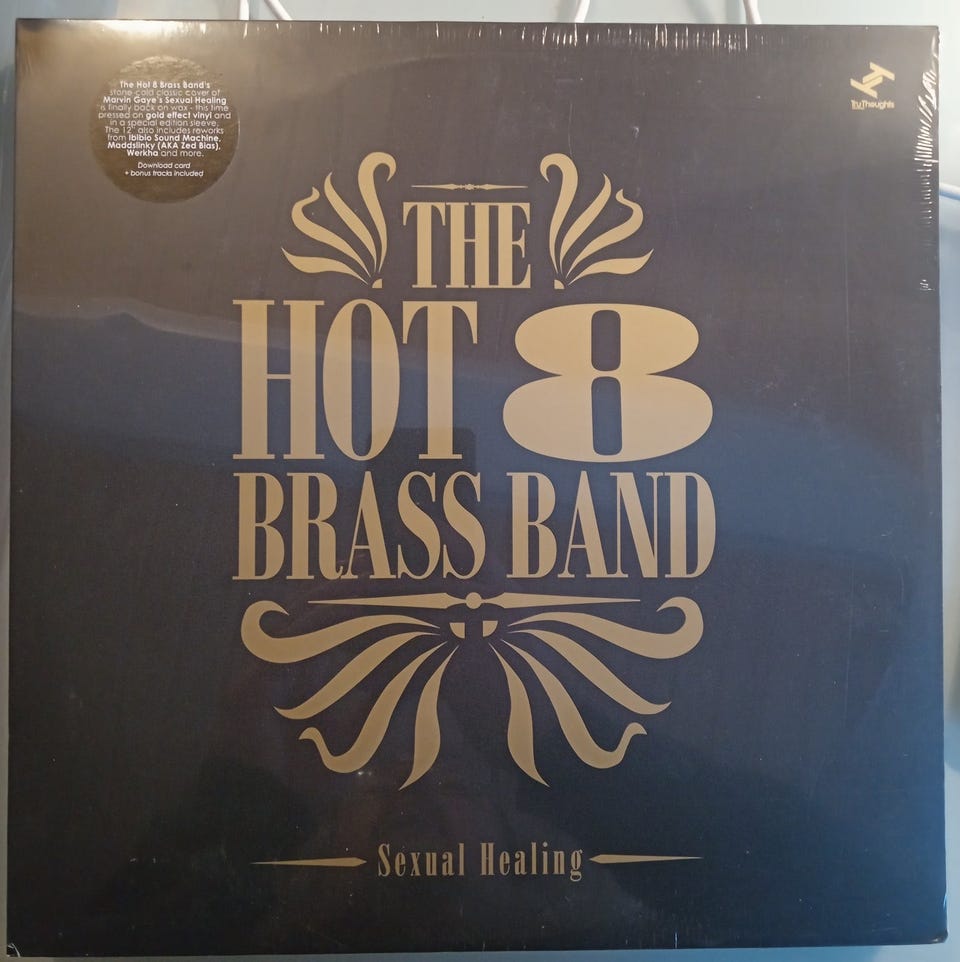 The Hot 8 Brass Band's
stone-cold classic cover of
Marvin Gaye's Sexual Healing
is finally back on wax - this time
pressed on gold effect vinyl and
in a special edition sleeve.
The 12" also includes reworks
from Ibibio Sound Machine,
Maddslinky (AKA Zed Bias),
Werkha and more.
Download card
+ bonus tracks included
TruThoughts
THE
HOT 8
BRASS BAND
Sexual Healing